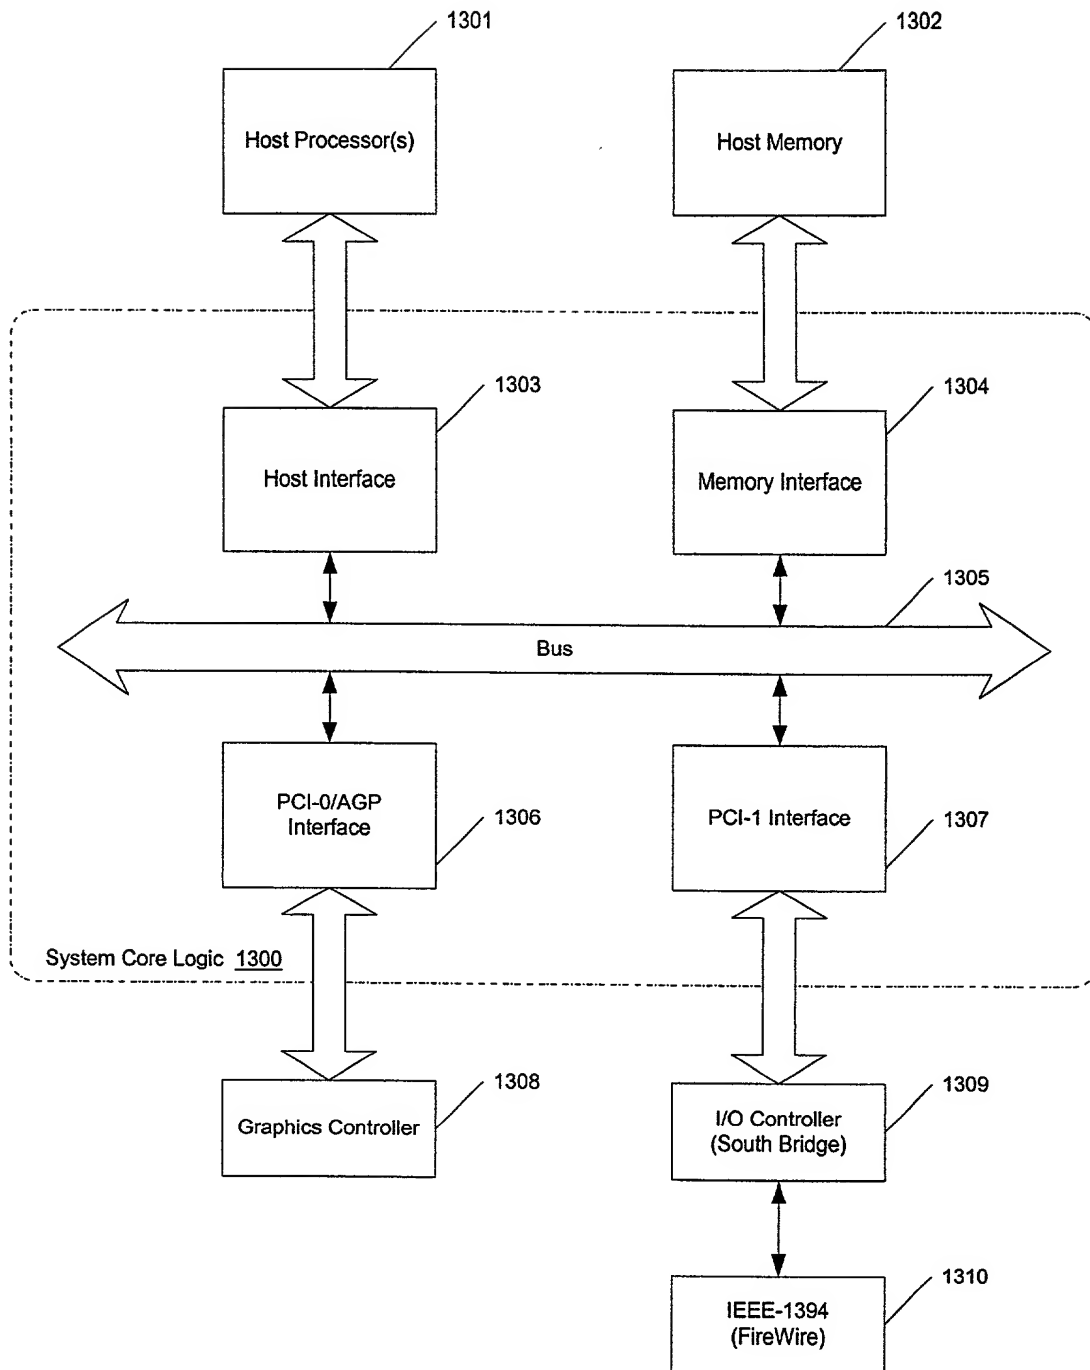 1301
1302
Host Processor(s)
Host Memory
1303
1304
Host Interface
Memory Interface
1305
Bus
PCI-0/AGP
Interface
1306
PCI-1 Interface
1307
System Core Logic 1300
1308
Graphics Controller
1309
I/O Controller
(South Bridge)
1310
IEEE-1394
(FireWire)